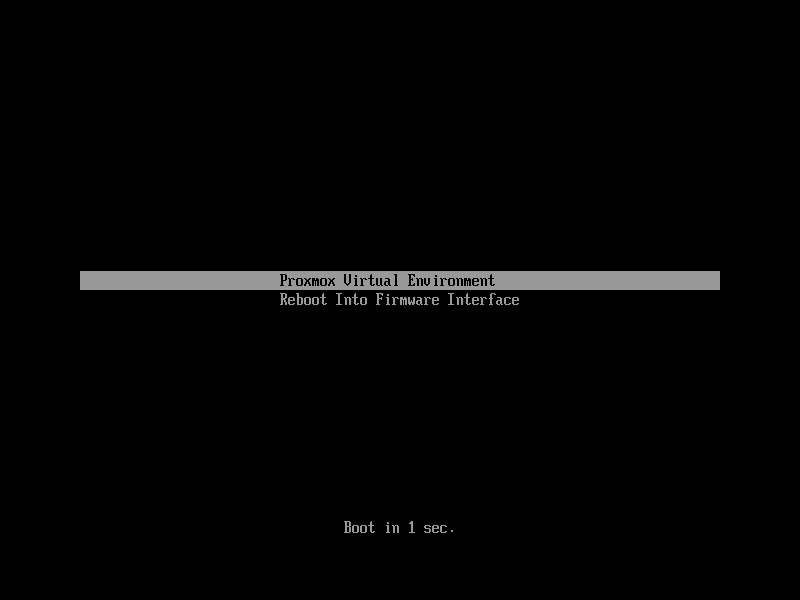 Proxmox Virtual Environment
Reboot Into Firmware Interface
Boot in 1 sec.